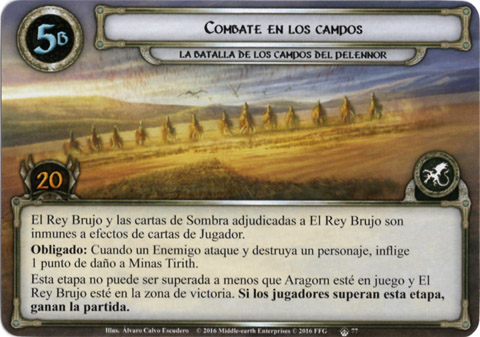 5B
COMBATE EN LOS CAMPOS
LA BATALLA DE LOS CAMPOS DEL PELENNOR
20
El Rey Brujo y las cartas de Sombra adjudicadas a El Rey Brujo son
inmunes a efectos de cartas de Jugador.
Obligado: Cuando un Enemigo ataque y destruya un personaje, inflige
1 punto de daño a Minas Tirith.
Esta etapa no puede ser superada a menos que Aragorn esté en juego y El
Rey Brujo esté en la zona de victoria. Si los jugadores superan esta etapa,
ganan la partida.
Illus. Álvaro Calvo Escudero © 2016 Middle-earth Enterprises © 2016 FFG 77